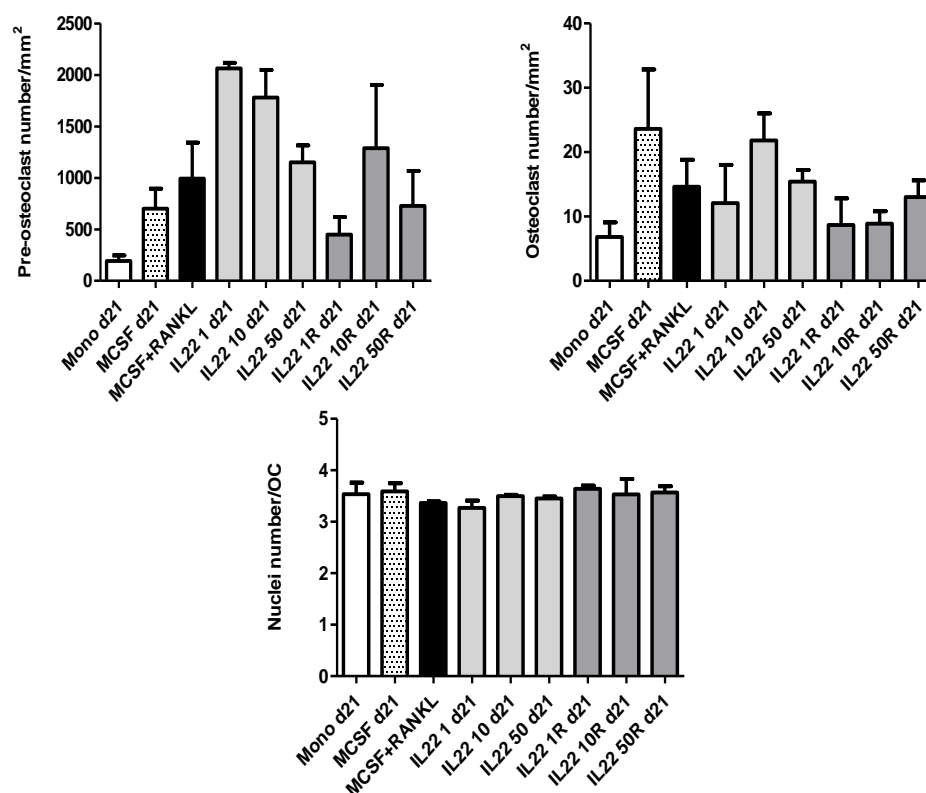 Pre-osteoclast number/mm²
2500
2000
1500
1000
500
0
Mono d21
MCSF d21
MCSF+RANKL
IL22 1 d21
IL22 10 d21
IL22 50 d21
IL22 1R d21
IL22 10R d21
IL22 50R d21
Osteoclast number/mm²
40
30
20
10
0
Mono d21
MCSF d21
MCSF+RANKL
IL22 1 d21
IL22 10 d21
IL22 50 d21
IL22 1R d21
IL22 10R d21
IL22 50R d21
Nuclei number/OC
5
4
3
2
1
0
Mono d21
MCSF d21
MCSF+RANKL
IL22 1 d21
IL22 10 d21
IL22 50 d21
IL22 1R d21
IL22 10R d21
IL22 50R d21